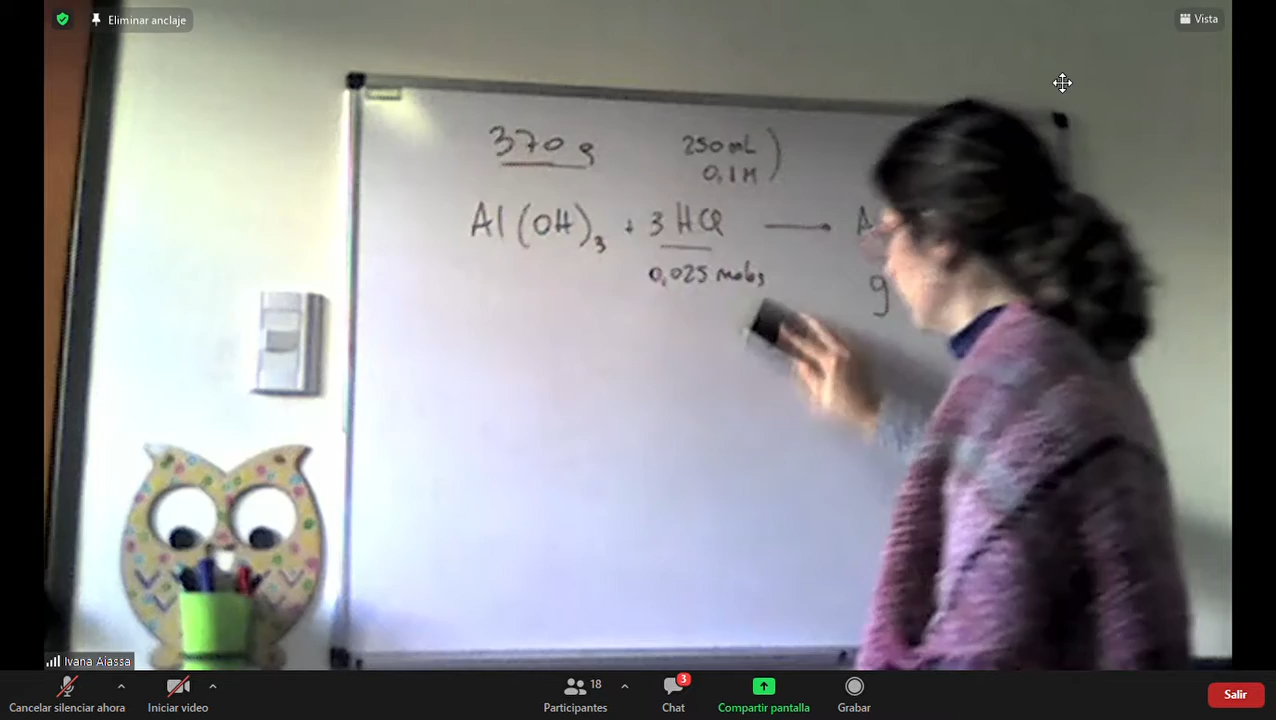 Eliminar anclaje
Vista
370 g
250 mL
0,1 M
Al(OH)₃ + 3 HCl ⟶ A
0,025 moles
g
Ivana Aiassa
Cancelar silenciar ahora
Iniciar video
18
Participantes
3
Chat
Compartir pantalla
Grabar
Salir